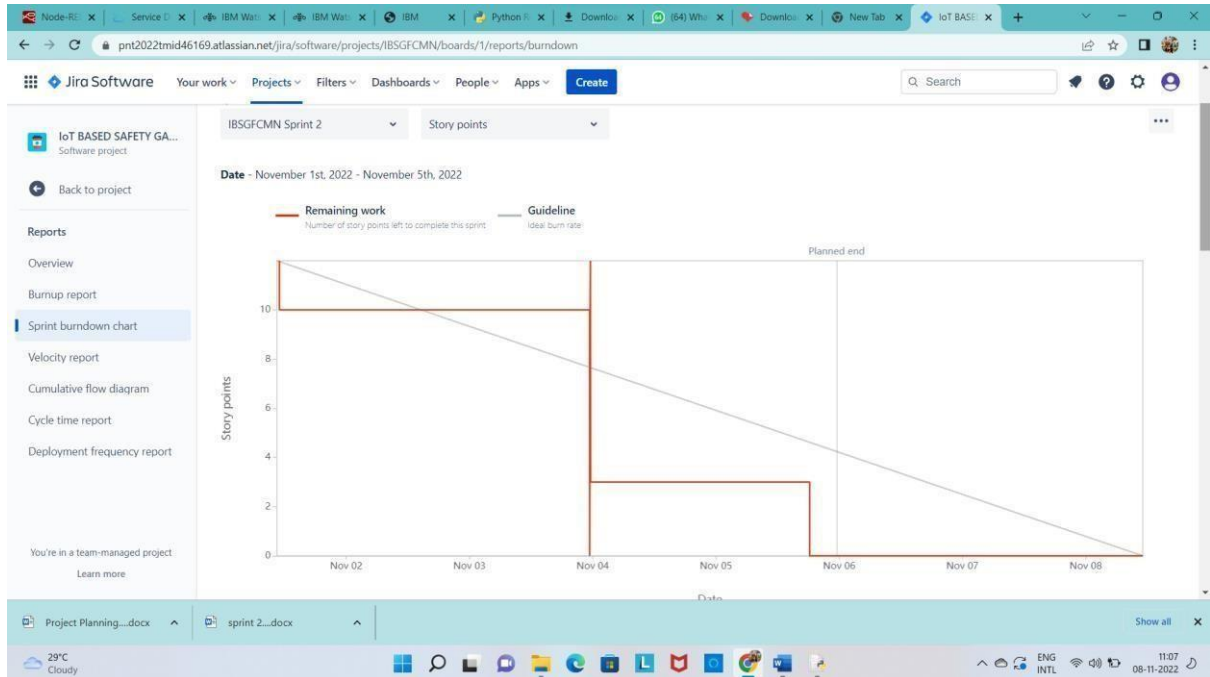 Node-RE
Service D
IBM Wats
IBM Wats
IBM
Python R
Downloa
(64) Wha
Downloa
New Tab
IoT BASE
pnt2022tmid46169.atlassian.net/jira/software/projects/IBSGFCMN/boards/1/reports/burndown
Jira Software
Your work
Projects
Filters
Dashboards
People
Apps
Create
Search
IoT BASED SAFETY GA...
Software project
Back to project
Reports
Overview
Burnup report
Sprint burndown chart
Velocity report
Cumulative flow diagram
Cycle time report
Deployment frequency report
You're in a team-managed project
Learn more
IBSGFCMN Sprint 2
Story points
Date - November 1st, 2022 - November 5th, 2022
Remaining work
Number of story points left to complete this sprint
Guideline
Ideal burn rate
Planned end
Story points
10
8
6
4
2
0
Nov 02
Nov 03
Nov 04
Nov 05
Nov 06
Nov 07
Nov 08
Date
Project Planning....docx
sprint 2...docx
Show all
29°C
Cloudy
ENG
INTL
11:07
08-11-2022